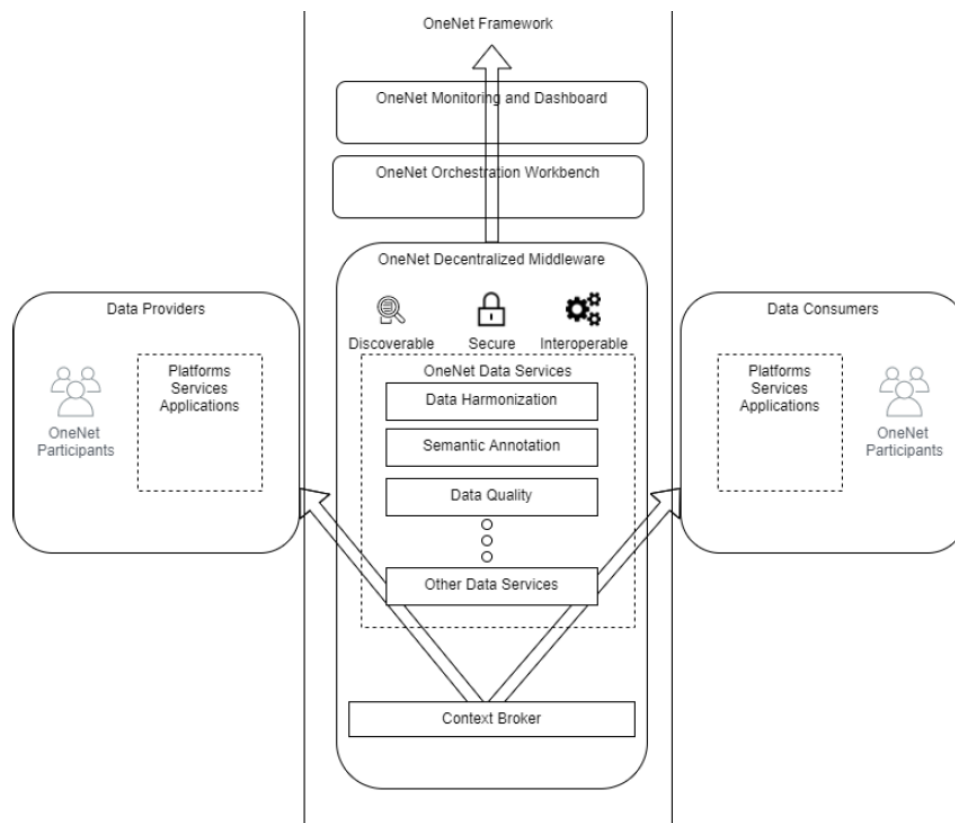 OneNet Framework
OneNet Monitoring and Dashboard
OneNet Orchestration Workbench
OneNet Decentralized Middleware
Discoverable
Secure
Interoperable
OneNet Data Services
Data Harmonization
Semantic Annotation
Data Quality
Other Data Services
Context Broker
Data Providers
OneNet
Participants
Platforms
Services
Applications
Data Consumers
Platforms
Services
Applications
OneNet
Participants